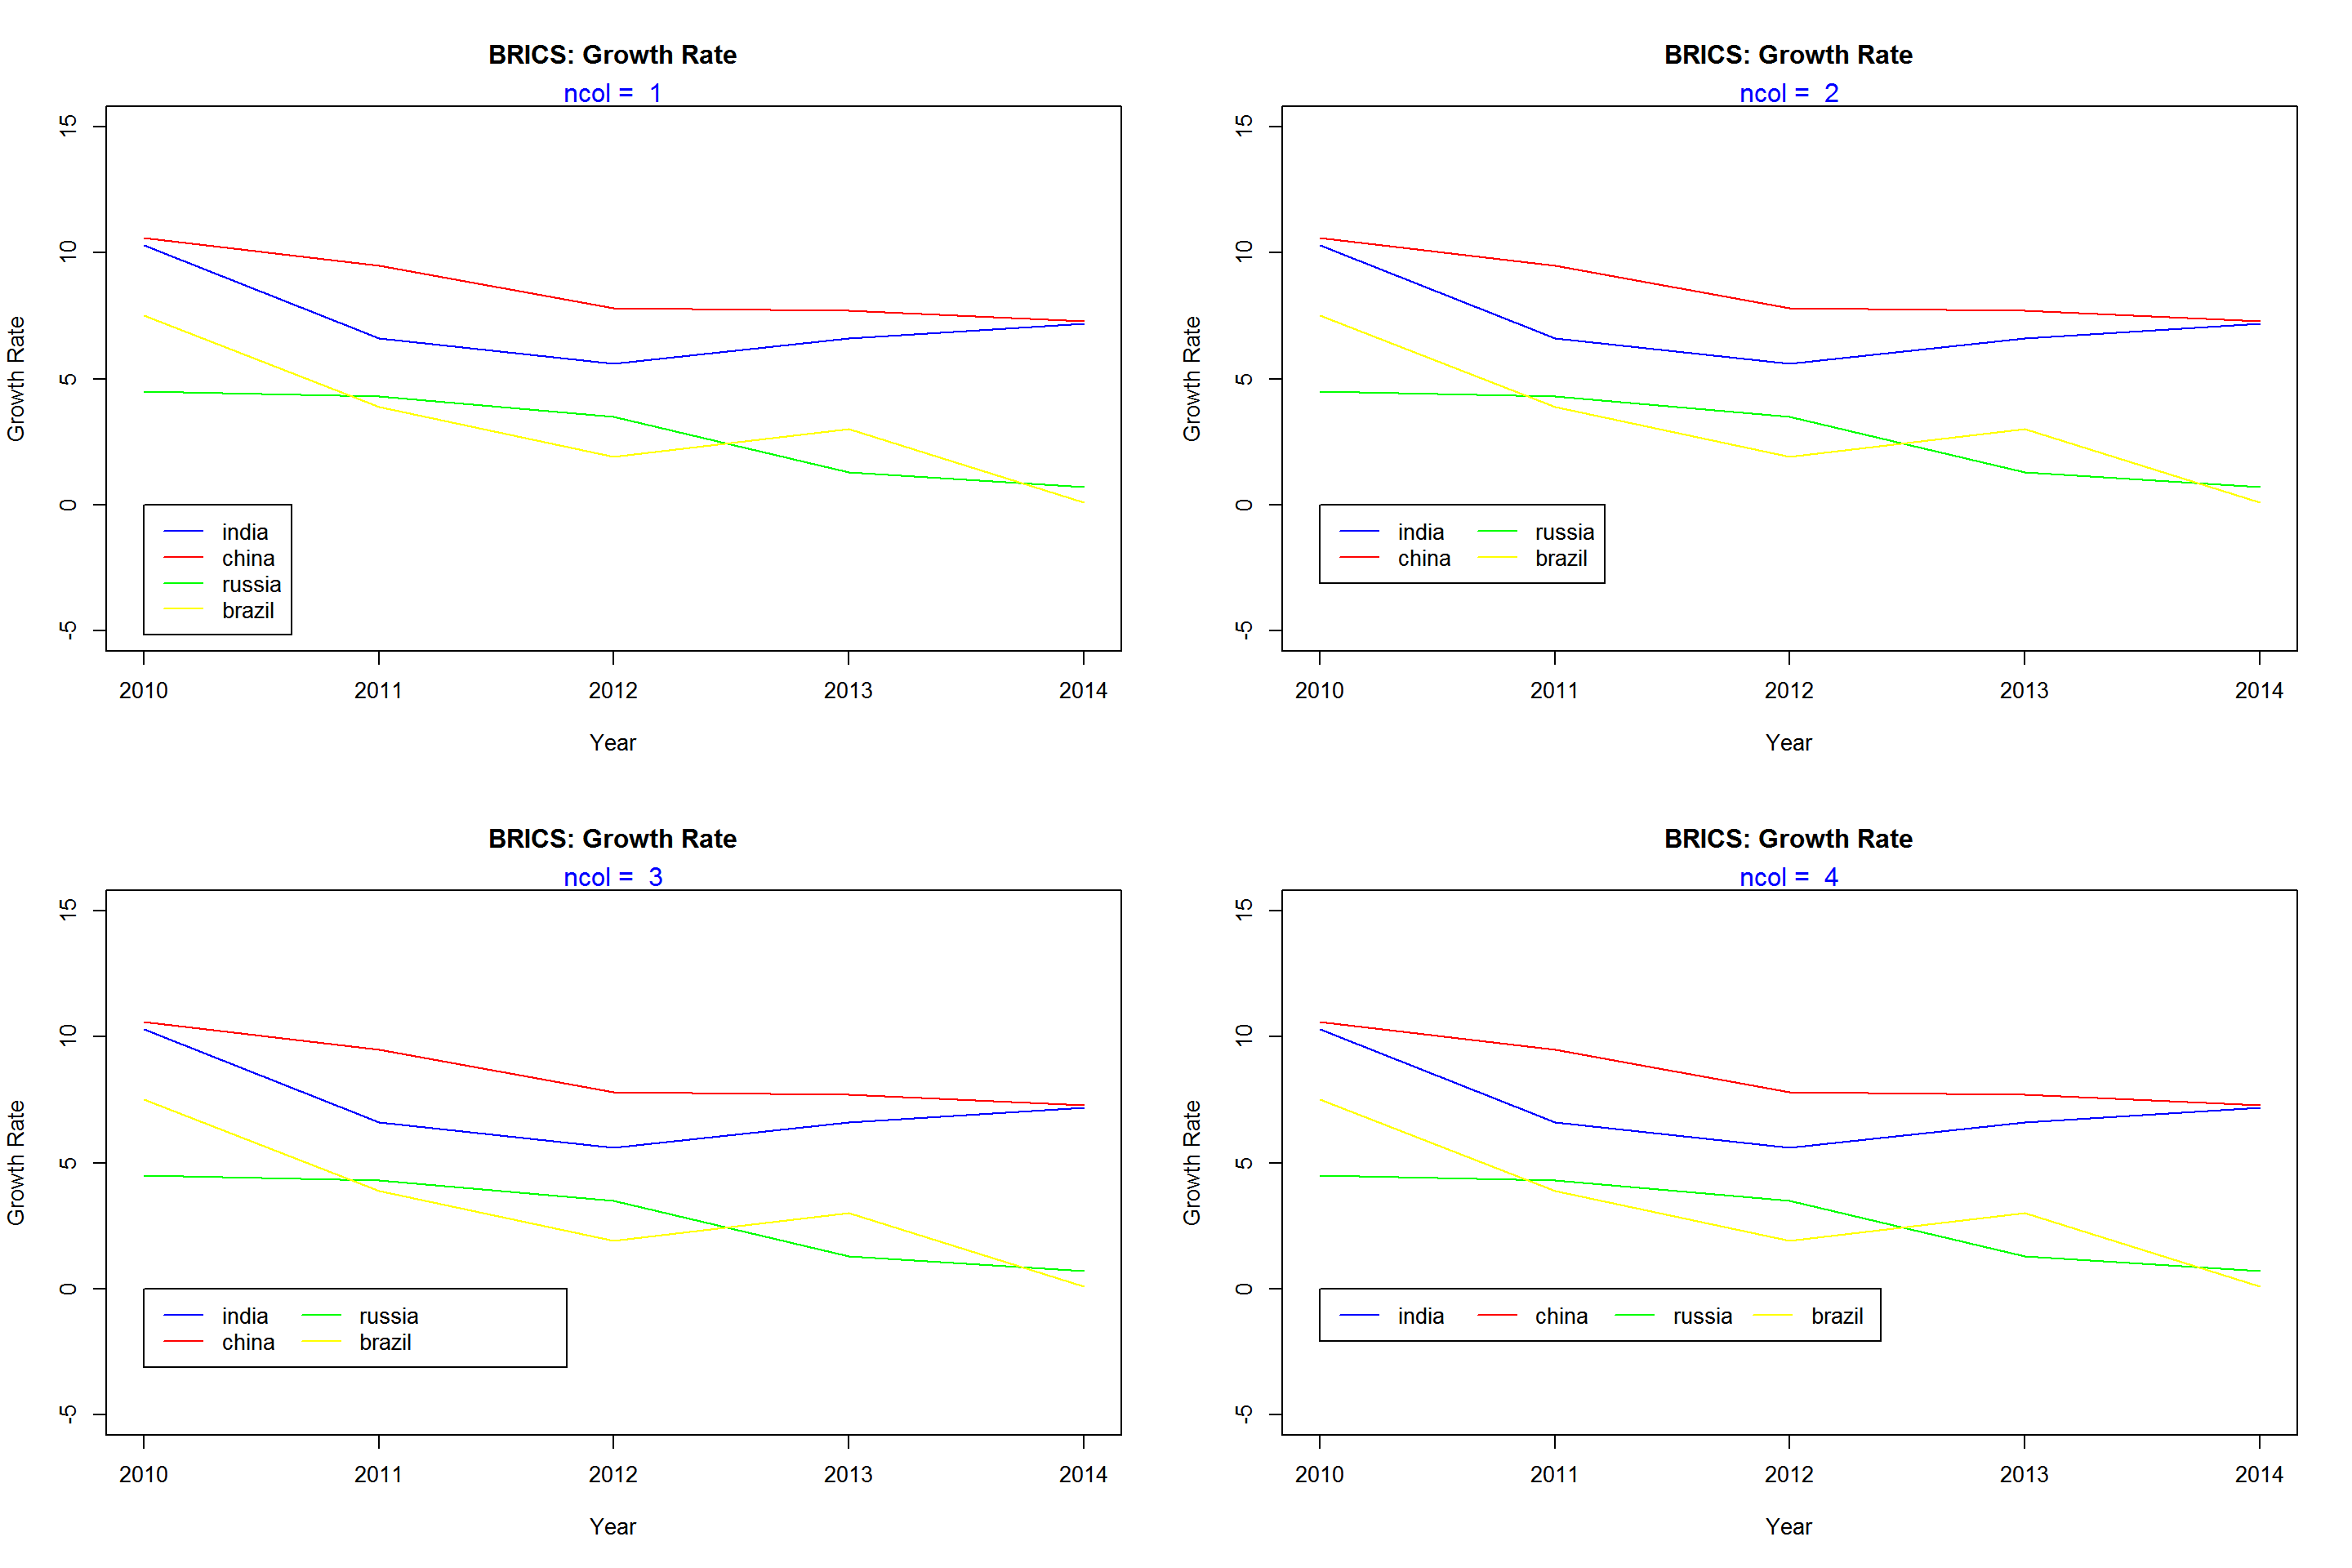 BRICS: Growth Rate
ncol =  1
Growth Rate
15
10
5
0
-5
india
china
russia
brazil
2010 2011 2012 2013 2014
Year
BRICS: Growth Rate
ncol =  2
Growth Rate
15
10
5
0
-5
india russia
china brazil
2010 2011 2012 2013 2014
Year
BRICS: Growth Rate
ncol =  3
Growth Rate
15
10
5
0
-5
india russia
china brazil
2010 2011 2012 2013 2014
Year
BRICS: Growth Rate
ncol =  4
Growth Rate
15
10
5
0
-5
india china russia brazil
2010 2011 2012 2013 2014
Year